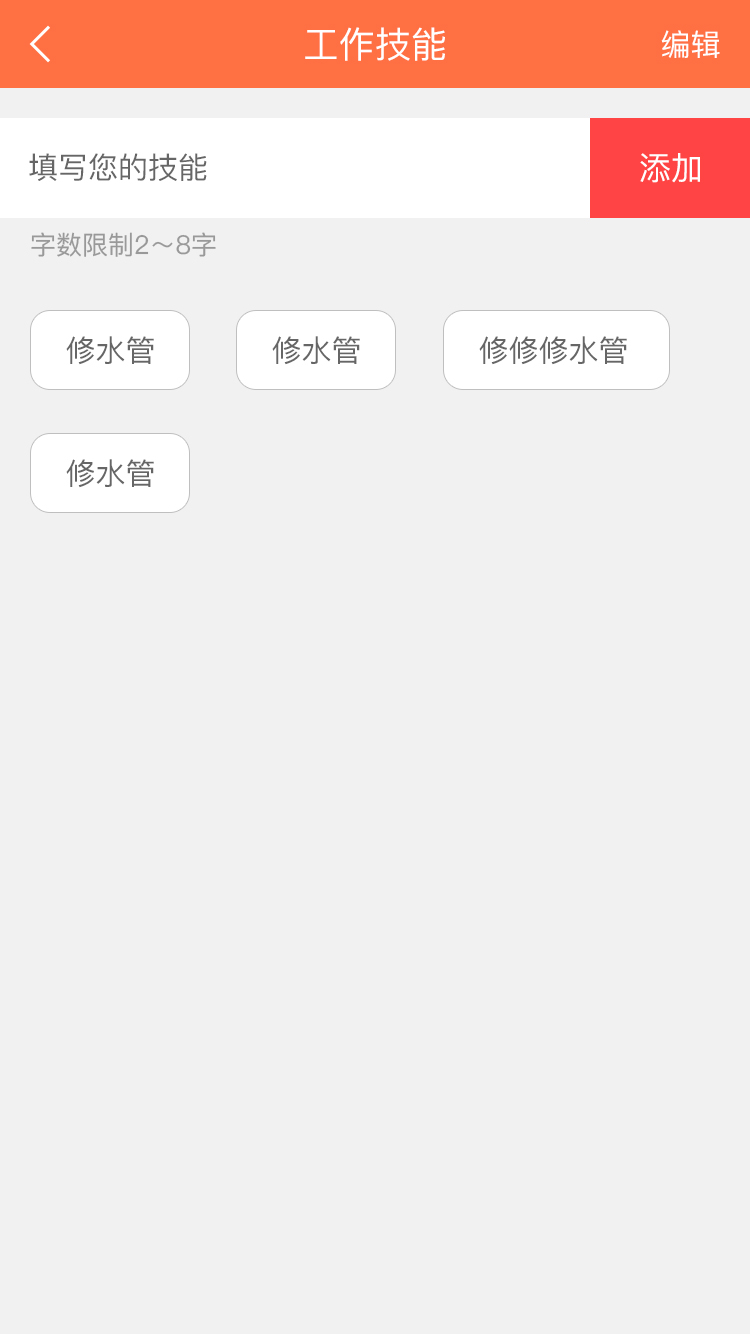 工作技能 编辑
填写您的技能 添加
字数限制2～8字
修水管 修水管 修修修水管
修水管